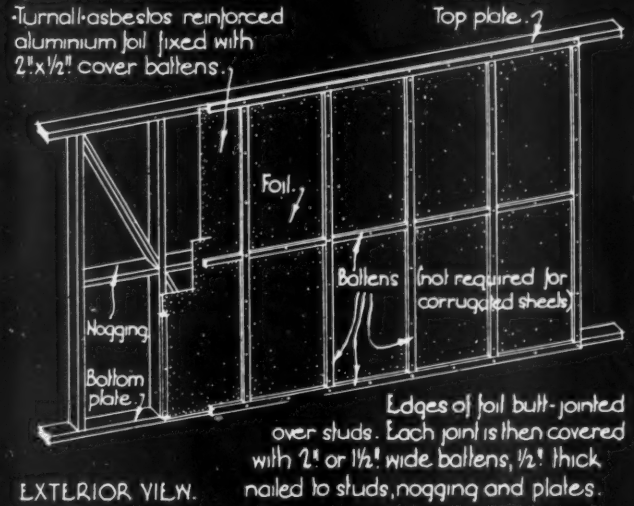 ·Turnall·asbestos reinforced
aluminium foil fixed with
2"x½" cover battens.
Top plate.
Foil.
Battens (not required for
corrugated sheets)
Nogging
Bottom
plate.
Edges of foil butt-jointed
over studs. Each joint is then covered
with 2" or 1½" wide battens, ½" thick
nailed to studs, nogging and plates.
EXTERIOR VIEW.